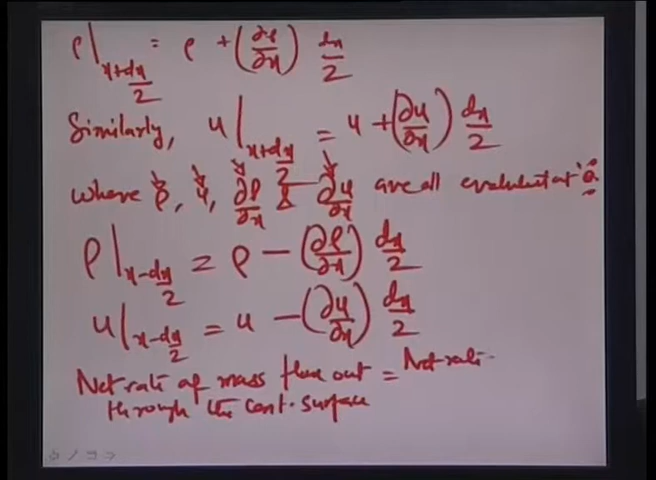 ρ|x+dx/2 = ρ + (∂ρ/∂x) dx/2
Similarly, u|x+dx/2 = u + (∂u/∂x) dx/2
where ρ, u, ∂ρ/∂x & ∂u/∂x are all evaluated at 'o'
ρ|x-dx/2 = ρ - (∂ρ/∂x) dx/2
u|x-dx/2 = u - (∂u/∂x) dx/2
Net rate of mass flux out = Net rate
through the cont. surface